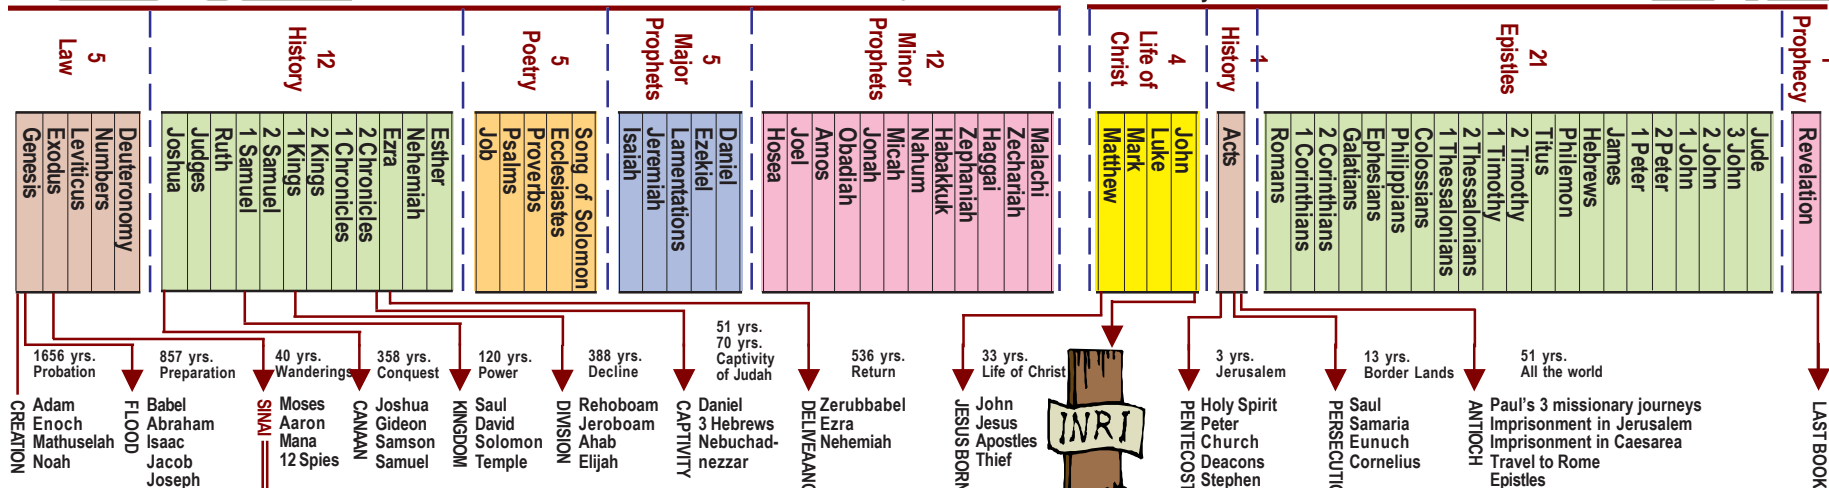 5
Law
12
History
5
Poetry
5
Major
Prophets
12
Minor
Prophets
4
Life of
Christ
1
History
21
Epistles
Prophecy
Genesis
Exodus
Leviticus
Numbers
Deuteronomy
Joshua
Judges
Ruth
1 Samuel
2 Samuel
1 Kings
2 Kings
1 Chronicles
2 Chronicles
Ezra
Nehemiah
Esther
Job
Psalms
Proverbs
Ecclesiastes
Song of Solomon
Isaiah
Jeremiah
Lamentations
Ezekiel
Daniel
Hosea
Joel
Amos
Obadiah
Jonah
Micah
Nahum
Habakkuk
Zephaniah
Haggai
Zechariah
Malachi
Matthew
Mark
Luke
John
Acts
Romans
1 Corinthians
2 Corinthians
Galatians
Ephesians
Philippians
Colossians
1 Thessalonians
2 Thessalonians
1 Timothy
2 Timothy
Titus
Philemon
Hebrews
James
1 Peter
2 Peter
1 John
2 John
3 John
Jude
Revelation
1656 yrs.
Probation
857 yrs.
Preparation
40 yrs.
Wanderings
358 yrs.
Conquest
120 yrs.
Power
388 yrs.
Decline
51 yrs.
70 yrs.
Captivity
of Judah
536 yrs.
Return
33 yrs.
Life of Christ
3 yrs.
Jerusalem
13 yrs.
Border Lands
51 yrs.
All the world
CREATION
Adam
Enoch
Mathuselah
Noah
FLOOD
Babel
Abraham
Isaac
Jacob
Joseph
SINAI
Moses
Aaron
Mana
12 Spies
CANAAN
Joshua
Gideon
Samson
Samuel
KINGDOM
Saul
David
Solomon
Temple
DIVISION
Rehoboam
Jeroboam
Ahab
Elijah
CAPTIVITY
Daniel
3 Hebrews
Nebuchad-
nezzar
DELIVEAANC
Zerubbabel
Ezra
Nehemiah
JESUS BORN
John
Jesus
Apostles
Thief
INRI
PENTECOST
Holy Spirit
Peter
Church
Deacons
Stephen
PERSECUTIO
Saul
Samaria
Eunuch
Cornelius
ANTIOCH
Paul's 3 missionary journeys
Imprisonment in Jerusalem
Imprisonment in Caesarea
Travel to Rome
Epistles
LAST BOOK